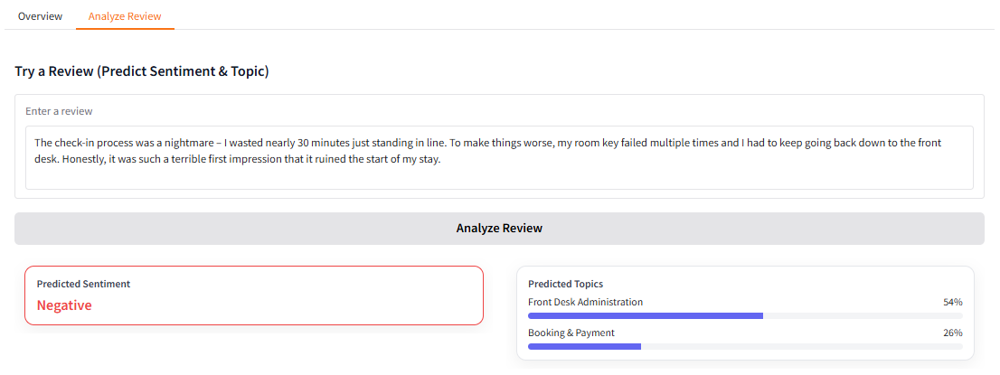 Overview Analyze Review
Try a Review (Predict Sentiment & Topic)
Enter a review
The check-in process was a nightmare – I wasted nearly 30 minutes just standing in line. To make things worse, my room key failed multiple times and I had to keep going back down to the front
desk. Honestly, it was such a terrible first impression that it ruined the start of my stay.
Analyze Review
Predicted Sentiment
Negative
Predicted Topics
Front Desk Administration 54%
Booking & Payment 26%